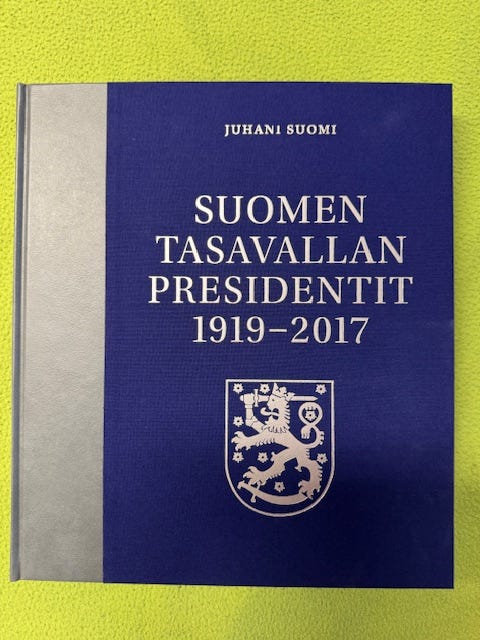 JUHANI SUOMI
SUOMEN
TASAVALLAN
PRESIDENTIT
1919–2017